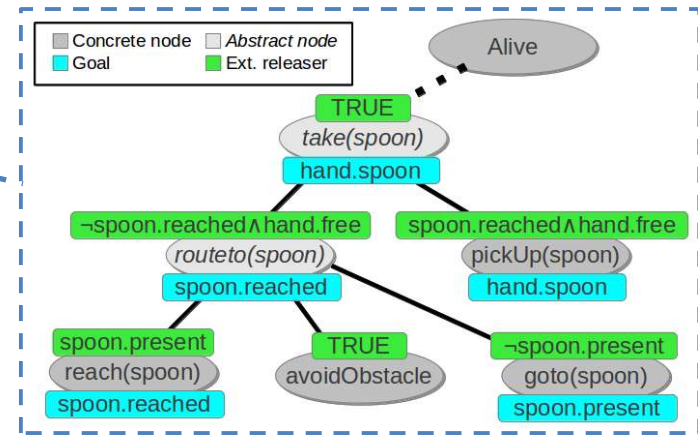 Concrete node Abstract node
Goal Ext. releaser
Alive
TRUE
take(spoon)
hand.spoon
¬spoon.reached∧hand.free spoon.reached∧hand.free
routeto(spoon) pickUp(spoon)
spoon.reached hand.spoon
spoon.present TRUE ¬spoon.present
reach(spoon) avoidObstacle goto(spoon)
spoon.reached spoon.present